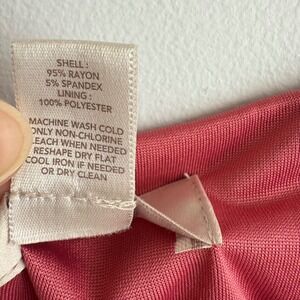 SHELL :
95% RAYON
5% SPANDEX
LINING :
100% POLYESTER
MACHINE WASH COLD
ONLY NON-CHLORINE
LEACH WHEN NEEDED
RESHAPE DRY FLAT
COOL IRON IF NEEDED
OR DRY CLEAN